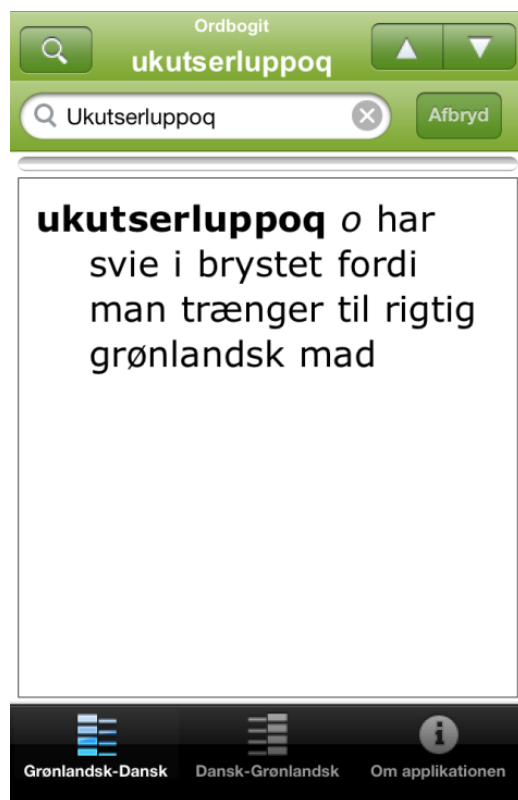 Ordbogit
ukutserluppoq
Ukutserluppoq
Afbryd
ukutserluppoq o har
svie i brystet fordi
man trænger til rigtig
grønlandsk mad
Grønlandsk-Dansk
Dansk-Grønlandsk
Om applikationen